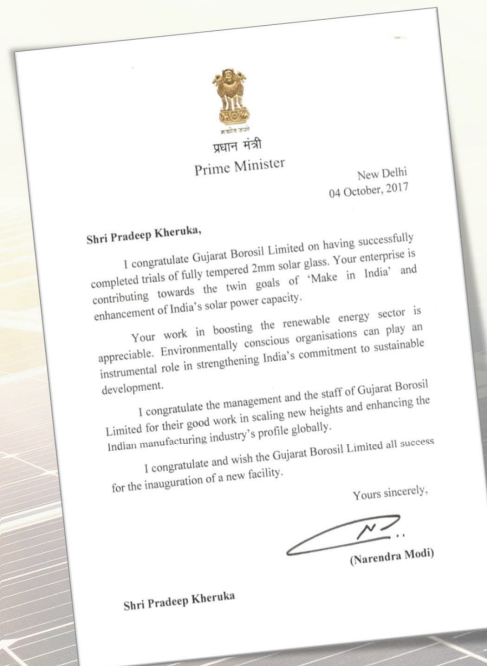 सत्यमेव जयते
प्रधान मंत्री
Prime Minister
New Delhi
04 October, 2017
Shri Pradeep Kheruka,
I congratulate Gujarat Borosil Limited on having successfully
completed trials of fully tempered 2mm solar glass. Your enterprise is
contributing towards the twin goals of ‘Make in India’ and
enhancement of India's solar power capacity.
Your work in boosting the renewable energy sector is
appreciable. Environmentally conscious organisations can play an
instrumental role in strengthening India's commitment to sustainable
development.
I congratulate the management and the staff of Gujarat Borosil
Limited for their good work in scaling new heights and enhancing the
Indian manufacturing industry's profile globally.
I congratulate and wish the Gujarat Borosil Limited all success
for the inauguration of a new facility.
Yours sincerely,
(Narendra Modi)
Shri Pradeep Kheruka